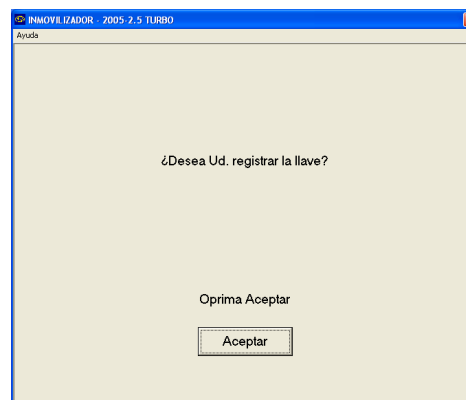 INMOVILIZADOR - 2005-2.5 TURBO
Ayuda
¿Desea Ud. registrar la llave?
Oprima Aceptar
Aceptar